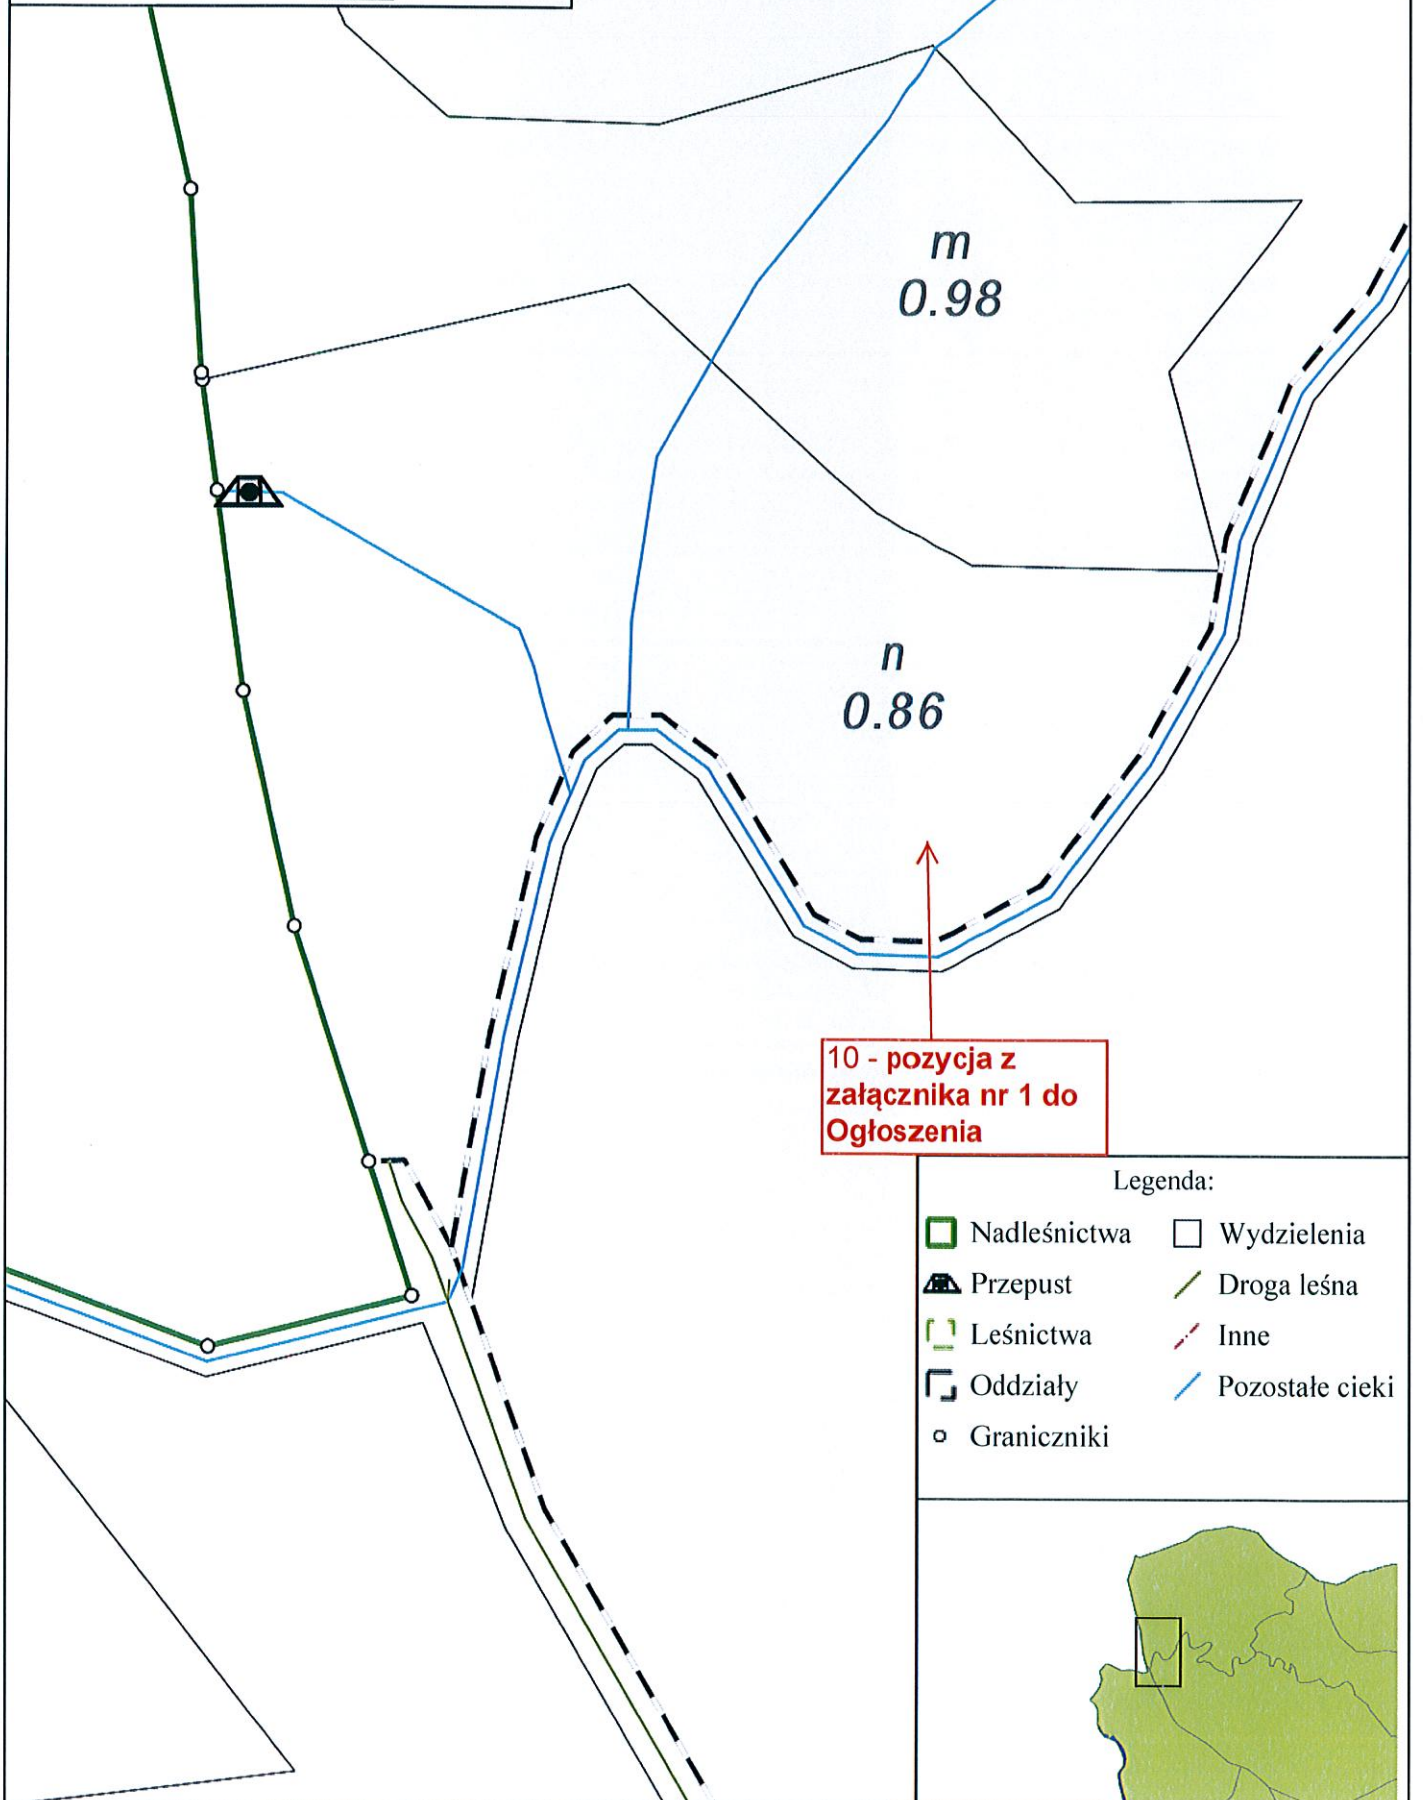 m
0.98
n
0.86
10 - pozycja z
załącznika nr 1 do
Ogłoszenia
Legenda:
Nadleśnictwa
Wydzielenia
Przepust
Droga leśna
Leśnictwa
Inne
Oddziały
Pozostałe cieki
Graniczniki